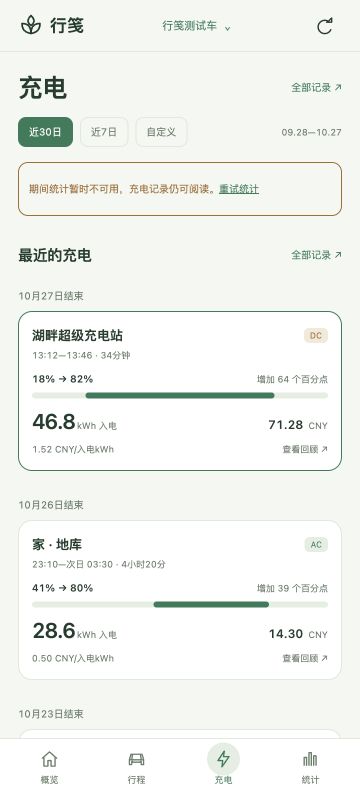 行笺
行笺测试车
充电
全部记录 ↗
近30日
近7日
自定义
09.28—10.27
期间统计暂时不可用，充电记录仍可阅读。重试统计
最近的充电
全部记录 ↗
10月27日结束
湖畔超级充电站
DC
13:12—13:46 · 34分钟
18% → 82%
增加 64 个百分点
46.8 kWh 入电
71.28 CNY
1.52 CNY/入电kWh
查看回顾 ↗
10月26日结束
家 · 地库
AC
23:10—次日 03:30 · 4小时20分
41% → 80%
增加 39 个百分点
28.6 kWh 入电
14.30 CNY
0.50 CNY/入电kWh
查看回顾 ↗
10月23日结束
概览
行程
充电
统计